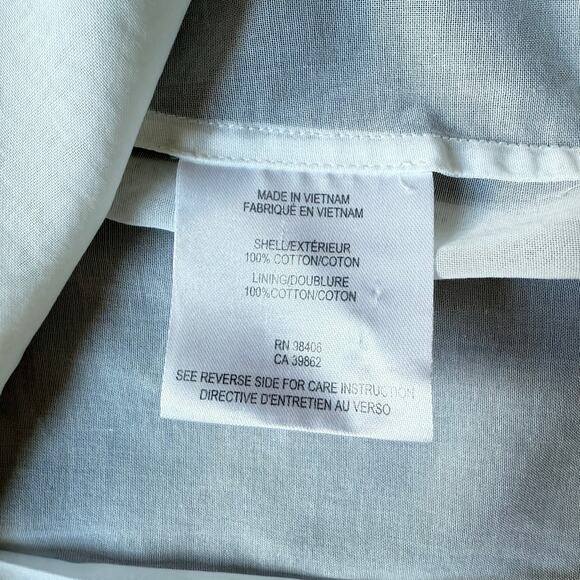 MADE IN VIETNAM
FABRIQUÉ EN VIETNAM
SHELL/EXTÉRIEUR
100% COTTON/COTON
LINING/DOUBLURE
100%COTTON/COTON
RN 98406
CA 39862
SEE REVERSE SIDE FOR CARE INSTRUCTION
DIRECTIVE D'ENTRETIEN AU VERSO